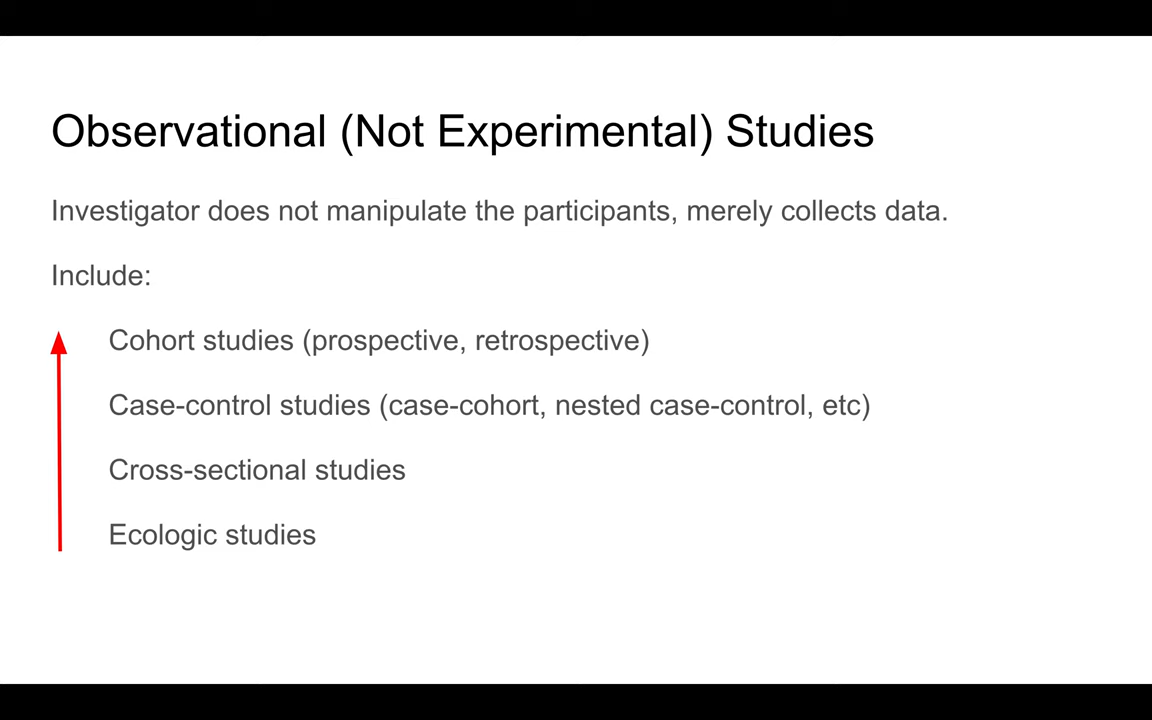 Observational (Not Experimental) Studies
Investigator does not manipulate the participants, merely collects data.
Include:
Cohort studies (prospective, retrospective)
Case-control studies (case-cohort, nested case-control, etc)
Cross-sectional studies
Ecologic studies